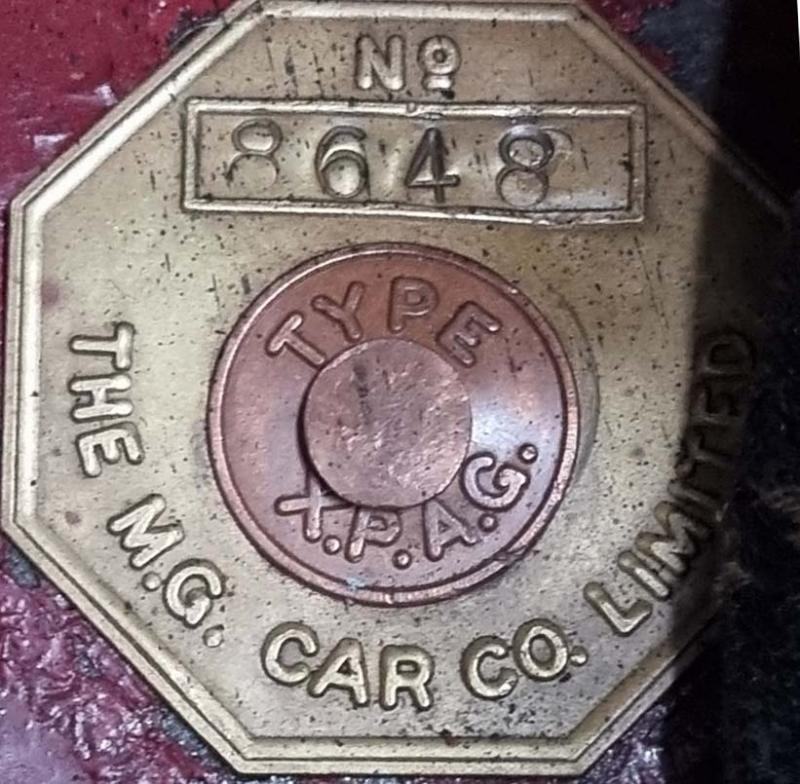 Nº
8648
TYPE
X.P.A.G.
THE M.G. CAR CO. LIMITED